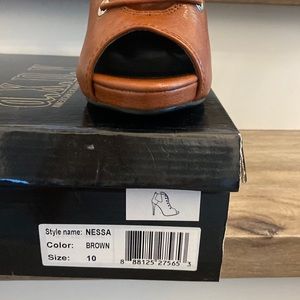 Style name: NESSA
Color: BROWN
Size: 10
8 88125 27565 3